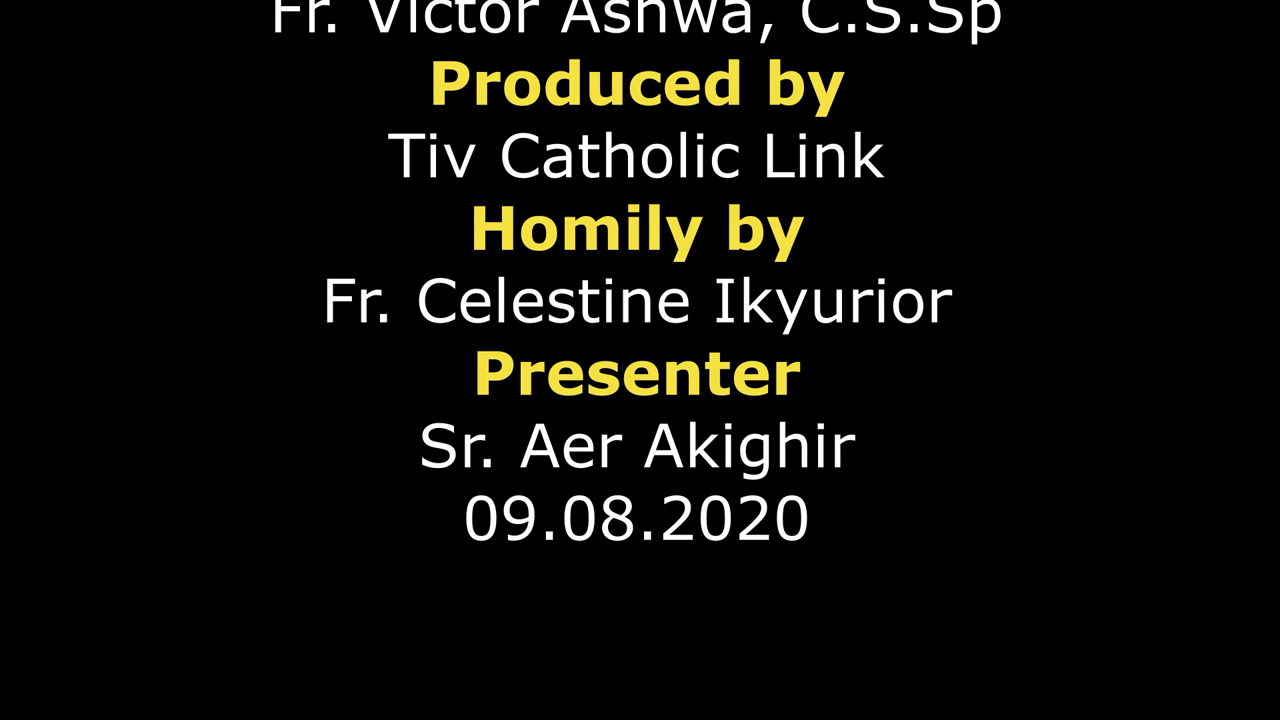 Fr. Victor Ashwa, C.S.Sp
Produced by
Tiv Catholic Link
Homily by
Fr. Celestine Ikyurior
Presenter
Sr. Aer Akighir
09.08.2020